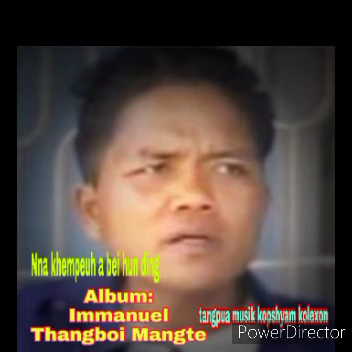 Nna khempeuh a bei hun ding
Album:
Immanuel
Thangboi Mangte
tangpua musik kopshyam kolexon
PowerDirector